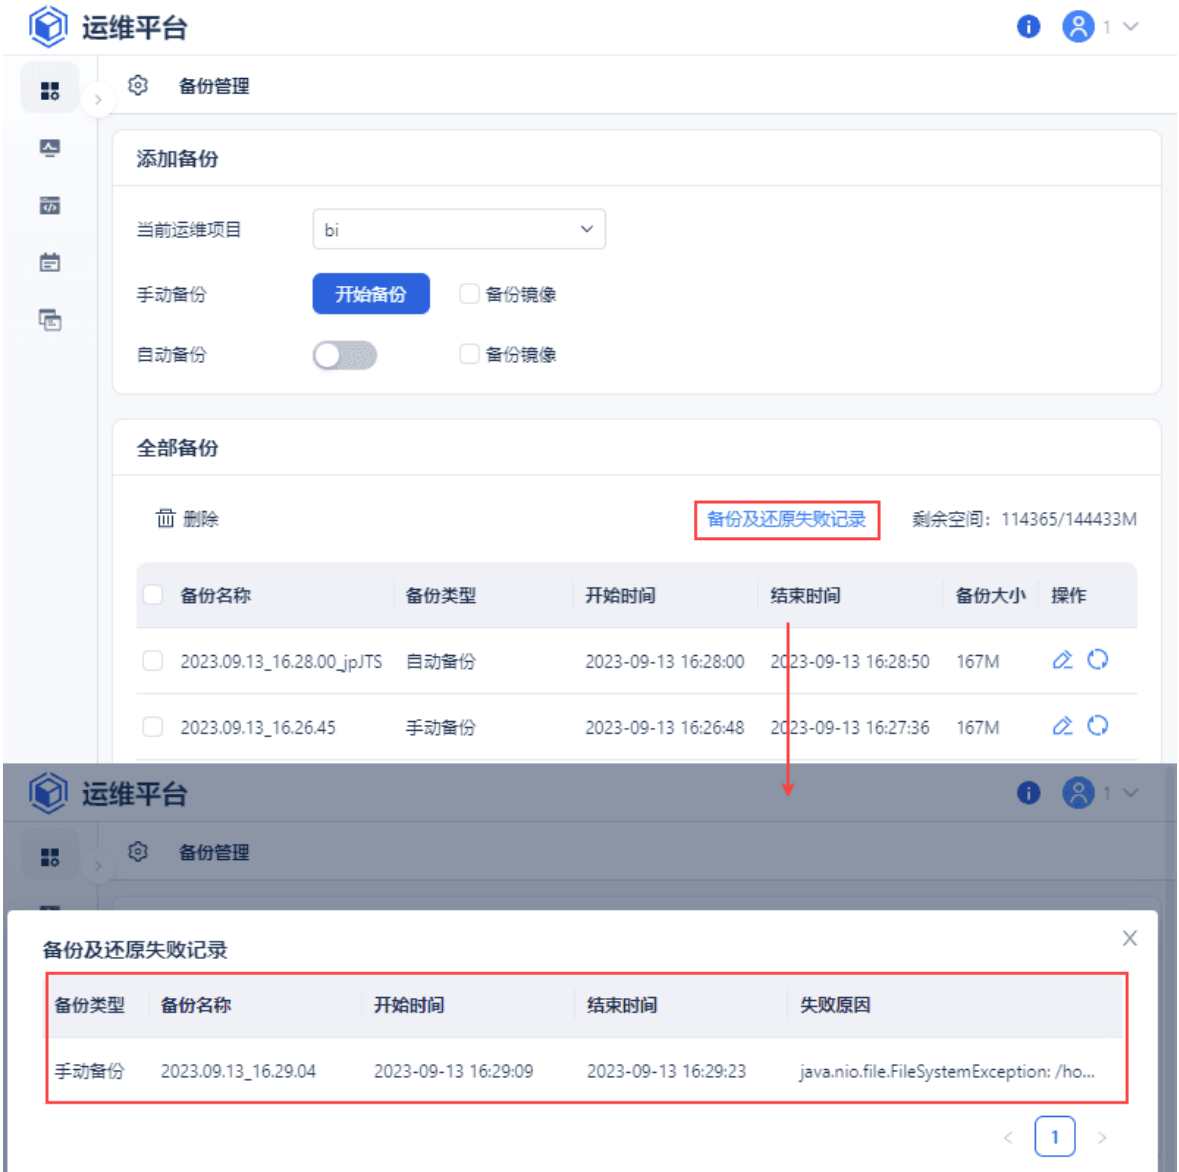 运维平台
1
备份管理
添加备份
当前运维项目 bi
手动备份 开始备份 备份镜像
自动备份 备份镜像
全部备份
删除 备份及还原失败记录 剩余空间：114365/144433M
备份名称 备份类型 开始时间 结束时间 备份大小 操作
2023.09.13_16.28.00_jpJTS 自动备份 2023-09-13 16:28:00 2023-09-13 16:28:50 167M
2023.09.13_16.26.45 手动备份 2023-09-13 16:26:48 2023-09-13 16:27:36 167M
运维平台
1
备份管理
备份及还原失败记录
备份类型 备份名称 开始时间 结束时间 失败原因
手动备份 2023.09.13_16.29.04 2023-09-13 16:29:09 2023-09-13 16:29:23 java.nio.file.FileSystemException: /ho...
1